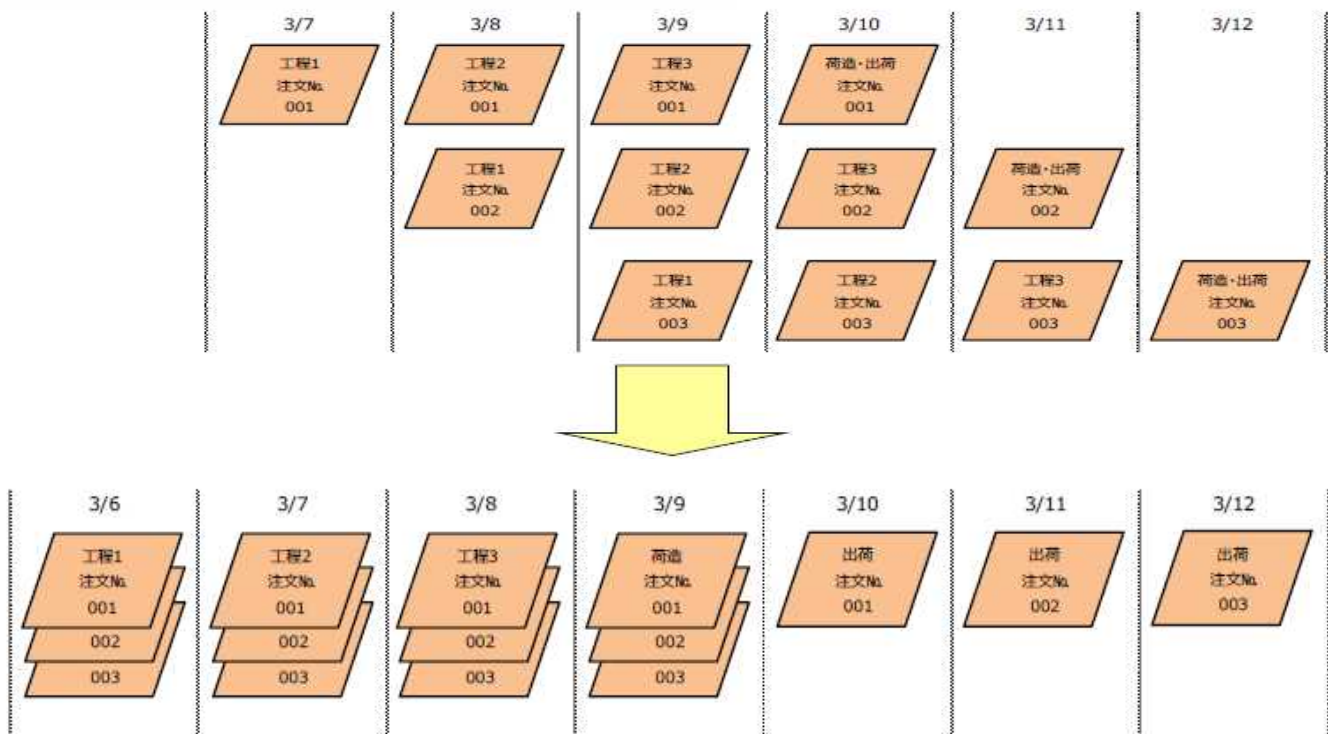 3/7 3/8 3/9 3/10 3/11 3/12
工程1 工程2 工程3 荷造・出荷
注文№ 注文№ 注文№ 注文№
001 001 001 001
工程1 工程2 工程3 荷造・出荷
注文№ 注文№ 注文№ 注文№
002 002 002 002
工程1 工程2 工程3 荷造・出荷
注文№ 注文№ 注文№ 注文№
003 003 003 003
3/6 3/7 3/8 3/9 3/10 3/11 3/12
工程1 工程2 工程3 荷造 出荷 出荷 出荷
注文№ 注文№ 注文№ 注文№ 注文№ 注文№ 注文№
001 001 001 001 001 002 003
002 002 002 002
003 003 003 003